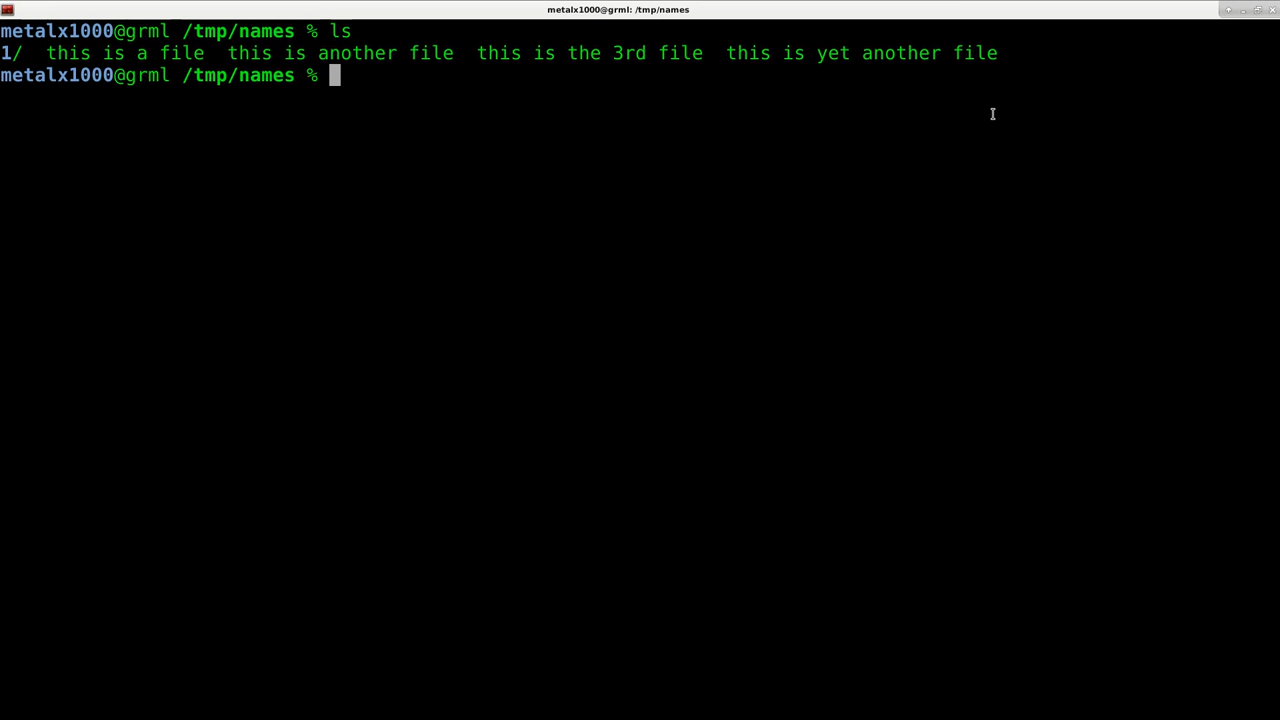 metalx1000@grml: /tmp/names
metalx1000@grml /tmp/names % ls
1/  this is a file  this is another file  this is the 3rd file  this is yet another file
metalx1000@grml /tmp/names %